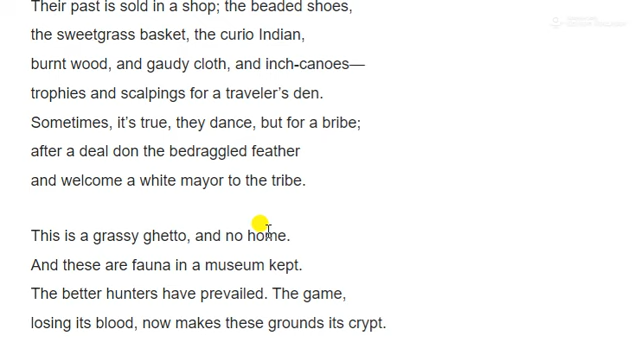 Their past is sold in a shop; the beaded shoes,
the sweetgrass basket, the curio Indian,
burnt wood, and gaudy cloth, and inch-canoes—
trophies and scalpings for a traveler’s den.
Sometimes, it’s true, they dance, but for a bribe;
after a deal don the bedraggled feather
and welcome a white mayor to the tribe.
This is a grassy ghetto, and no home.
And these are fauna in a museum kept.
The better hunters have prevailed. The game,
losing its blood, now makes these grounds its crypt.